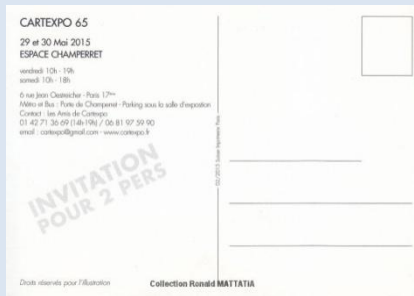 CARTEXPO 65
29 et 30 Mai 2015
ESPACE CHAMPERRET
vendredi 10h - 19h
samedi 10h - 18h
6 rue Jean Oestreicher - Paris 17ème
Métro et Bus : Porte de Champerret - Parking sous la salle d'exposition
Contact : Les Amis de Cartexpo
01 42 71 36 69 (14h-19h) / 06 81 97 59 90
email : cartexpo@gmail.com - www.cartexpo.fr
INVITATION
POUR 2 PERS
Droits réservés pour l'illustration
Collection Ronald MATTATIA